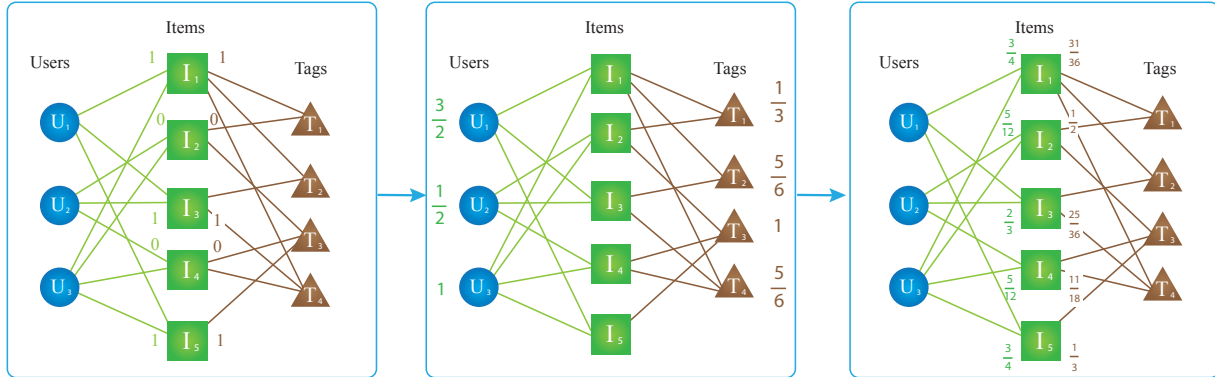 Items
Users
Tags
1 I1 1
U1
T1
0 I2 0
T2
U2
1 I3 1
T3
0 I4 0
U3
T4
1 I5 1
Items
Users
Tags
I1
3/2 U1
T1 1/3
I2
T2 5/6
1/2 U2
I3
T3 1
I4
1 U3
T4 5/6
I5
Items
Users
Tags
3/4 I1 31/36
U1
T1
5/12 I2 1/2
T2
U2
2/3 I3 25/36
T3
5/12 I4 11/18
U3
T4
3/4 I5 1/3